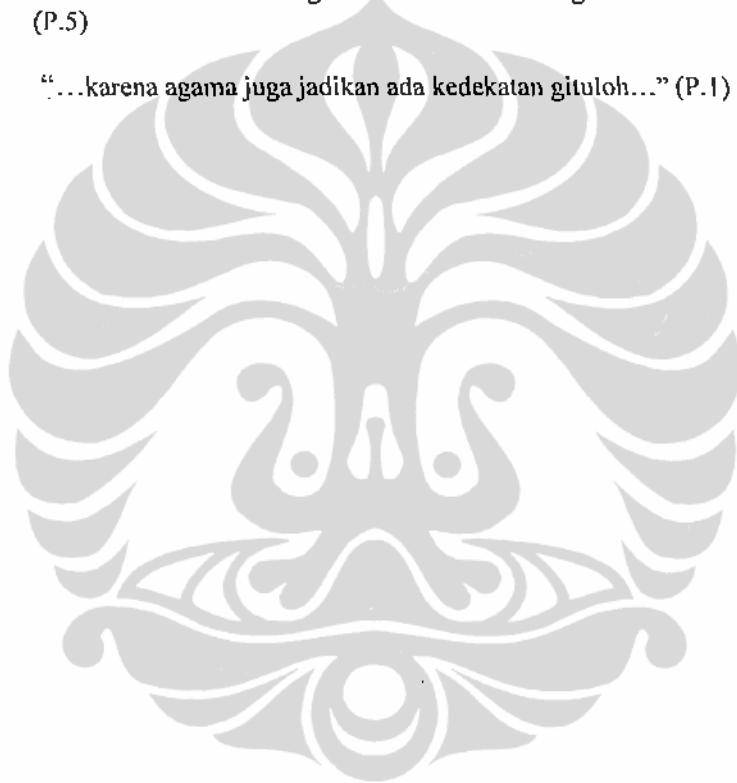 (P.5)
“…karena agama juga jadikan ada kedekatan gituloh…” (P.1)